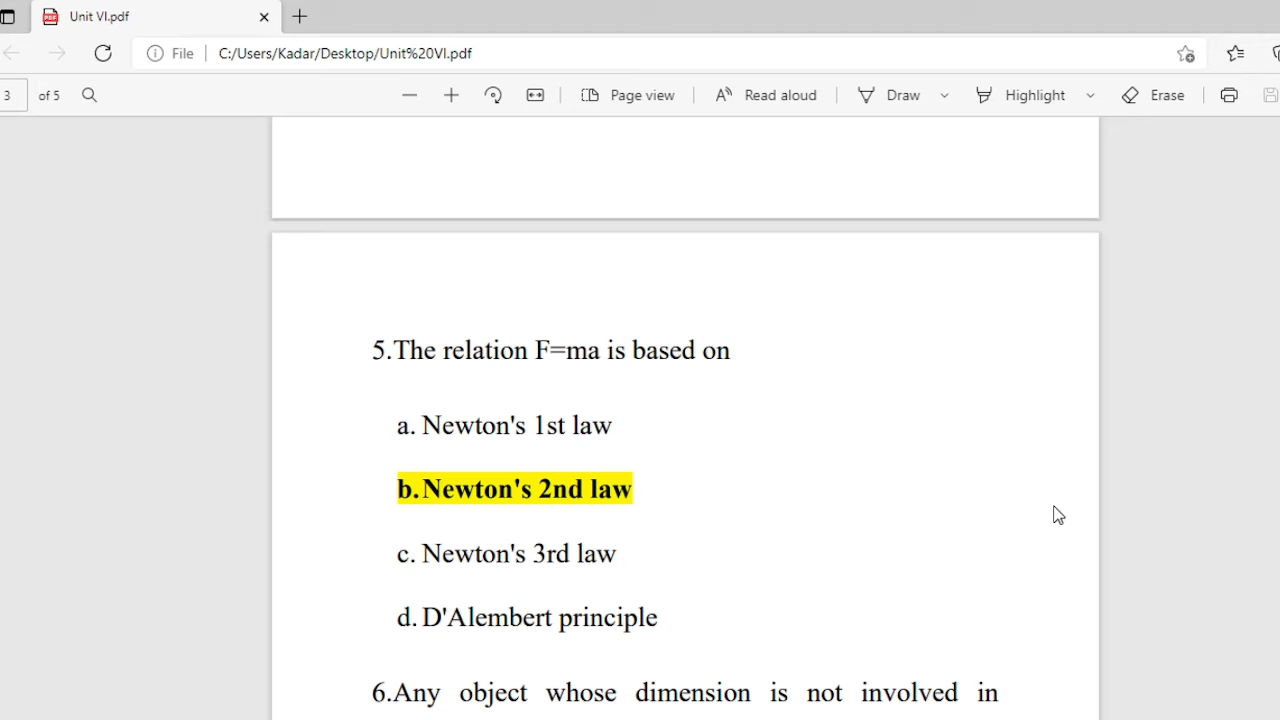 Unit VI.pdf
File
C:/Users/Kadar/Desktop/Unit%20VI.pdf
3 of 5
Page view
Read aloud
Draw
Highlight
Erase
5.The relation F=ma is based on
a. Newton's 1st law
b.Newton's 2nd law
c. Newton's 3rd law
d.D'Alembert principle
6.Any object whose dimension is not involved in